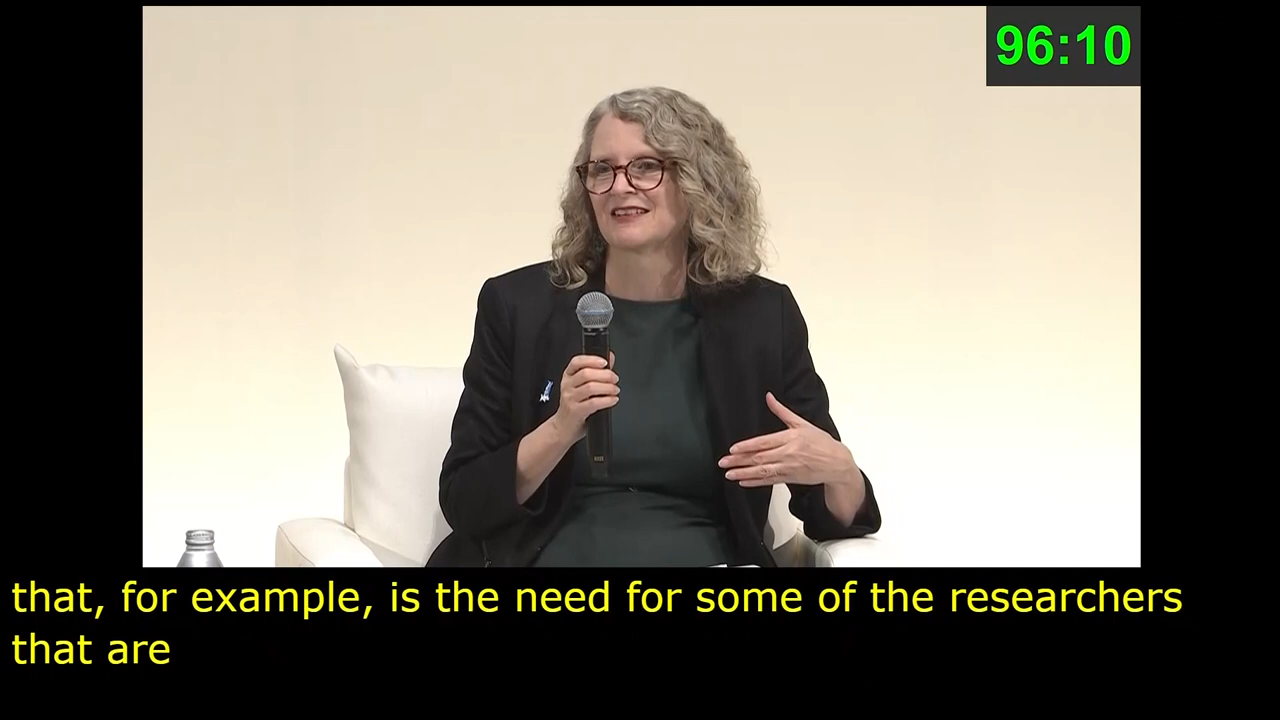 96:10
that, for example, is the need for some of the researchers
that are